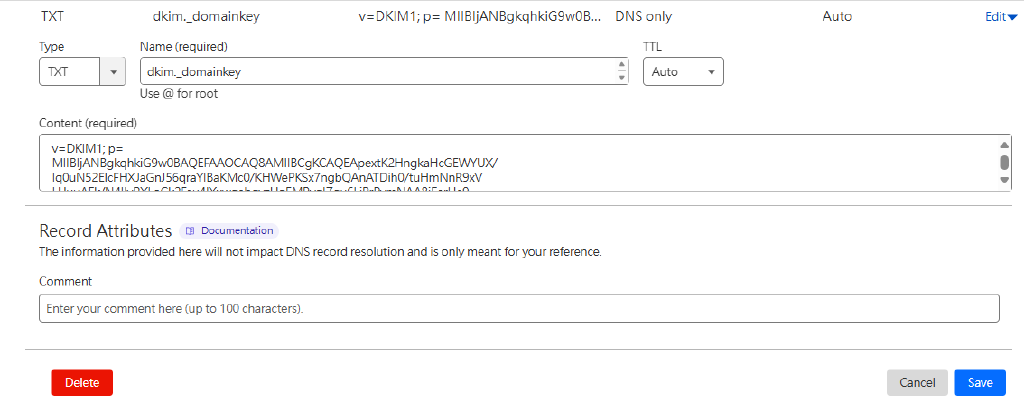 TXT dkim._domainkey v=DKIM1; p= MIIBIjANBgkqhkiG9w0B... DNS only Auto Edit
Type Name (required) TTL
TXT dkim._domainkey Auto
Use @ for root
Content (required)
v=DKIM1; p=
MIIBIjANBgkqhkiG9w0BAQEFAAOCAQ8AMIIBCgKCAQEApextK2HngkaHcGEWYUX/
Iq0uN52ElcFHXJaGnJ56qraYIBaKMc0/KHWePKSx7ngbQAnATDih0/tuHmNnR9xV
Record Attributes Documentation
The information provided here will not impact DNS record resolution and is only meant for your reference.
Comment
Enter your comment here (up to 100 characters).
Delete Cancel Save